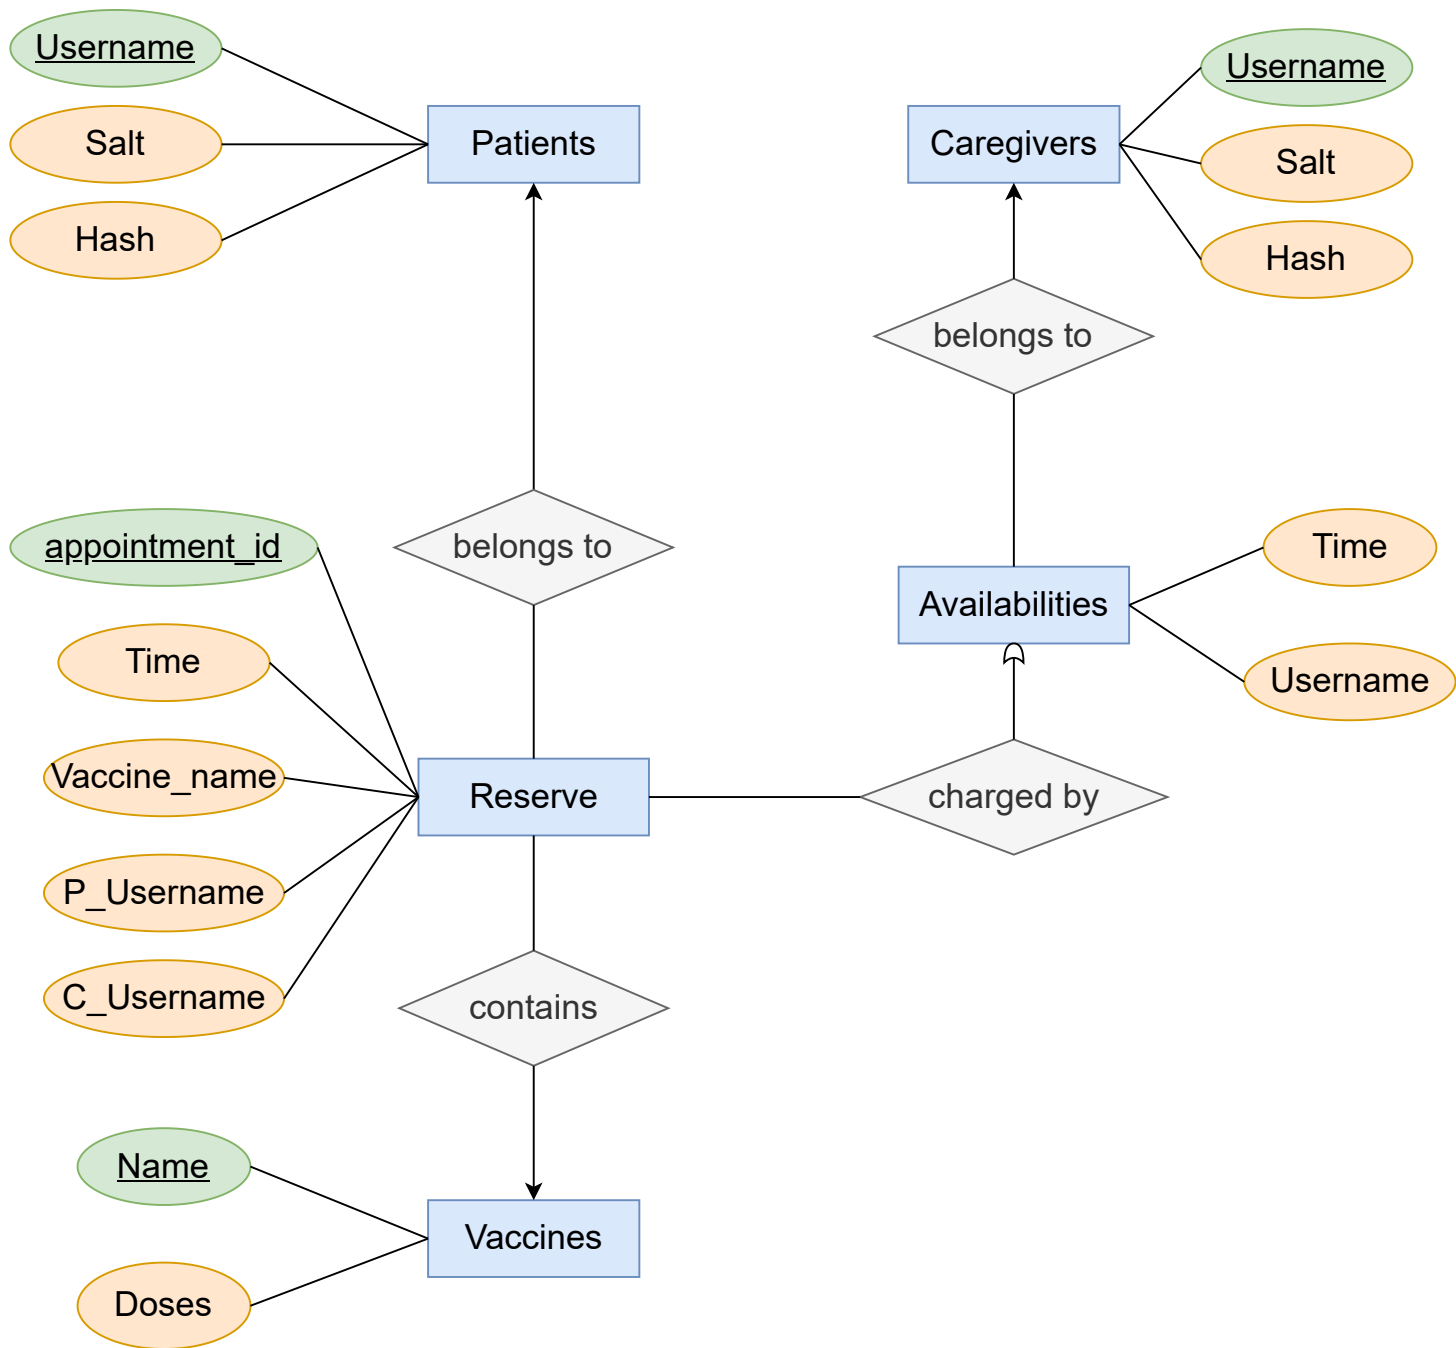 Username
Salt
Hash
Patients
Caregivers
Username
Salt
Hash
belongs to
belongs to
appointment_id
Time
Vaccine_name
P_Username
C_Username
Reserve
charged by
Availabilities
Time
Username
contains
Name
Doses
Vaccines